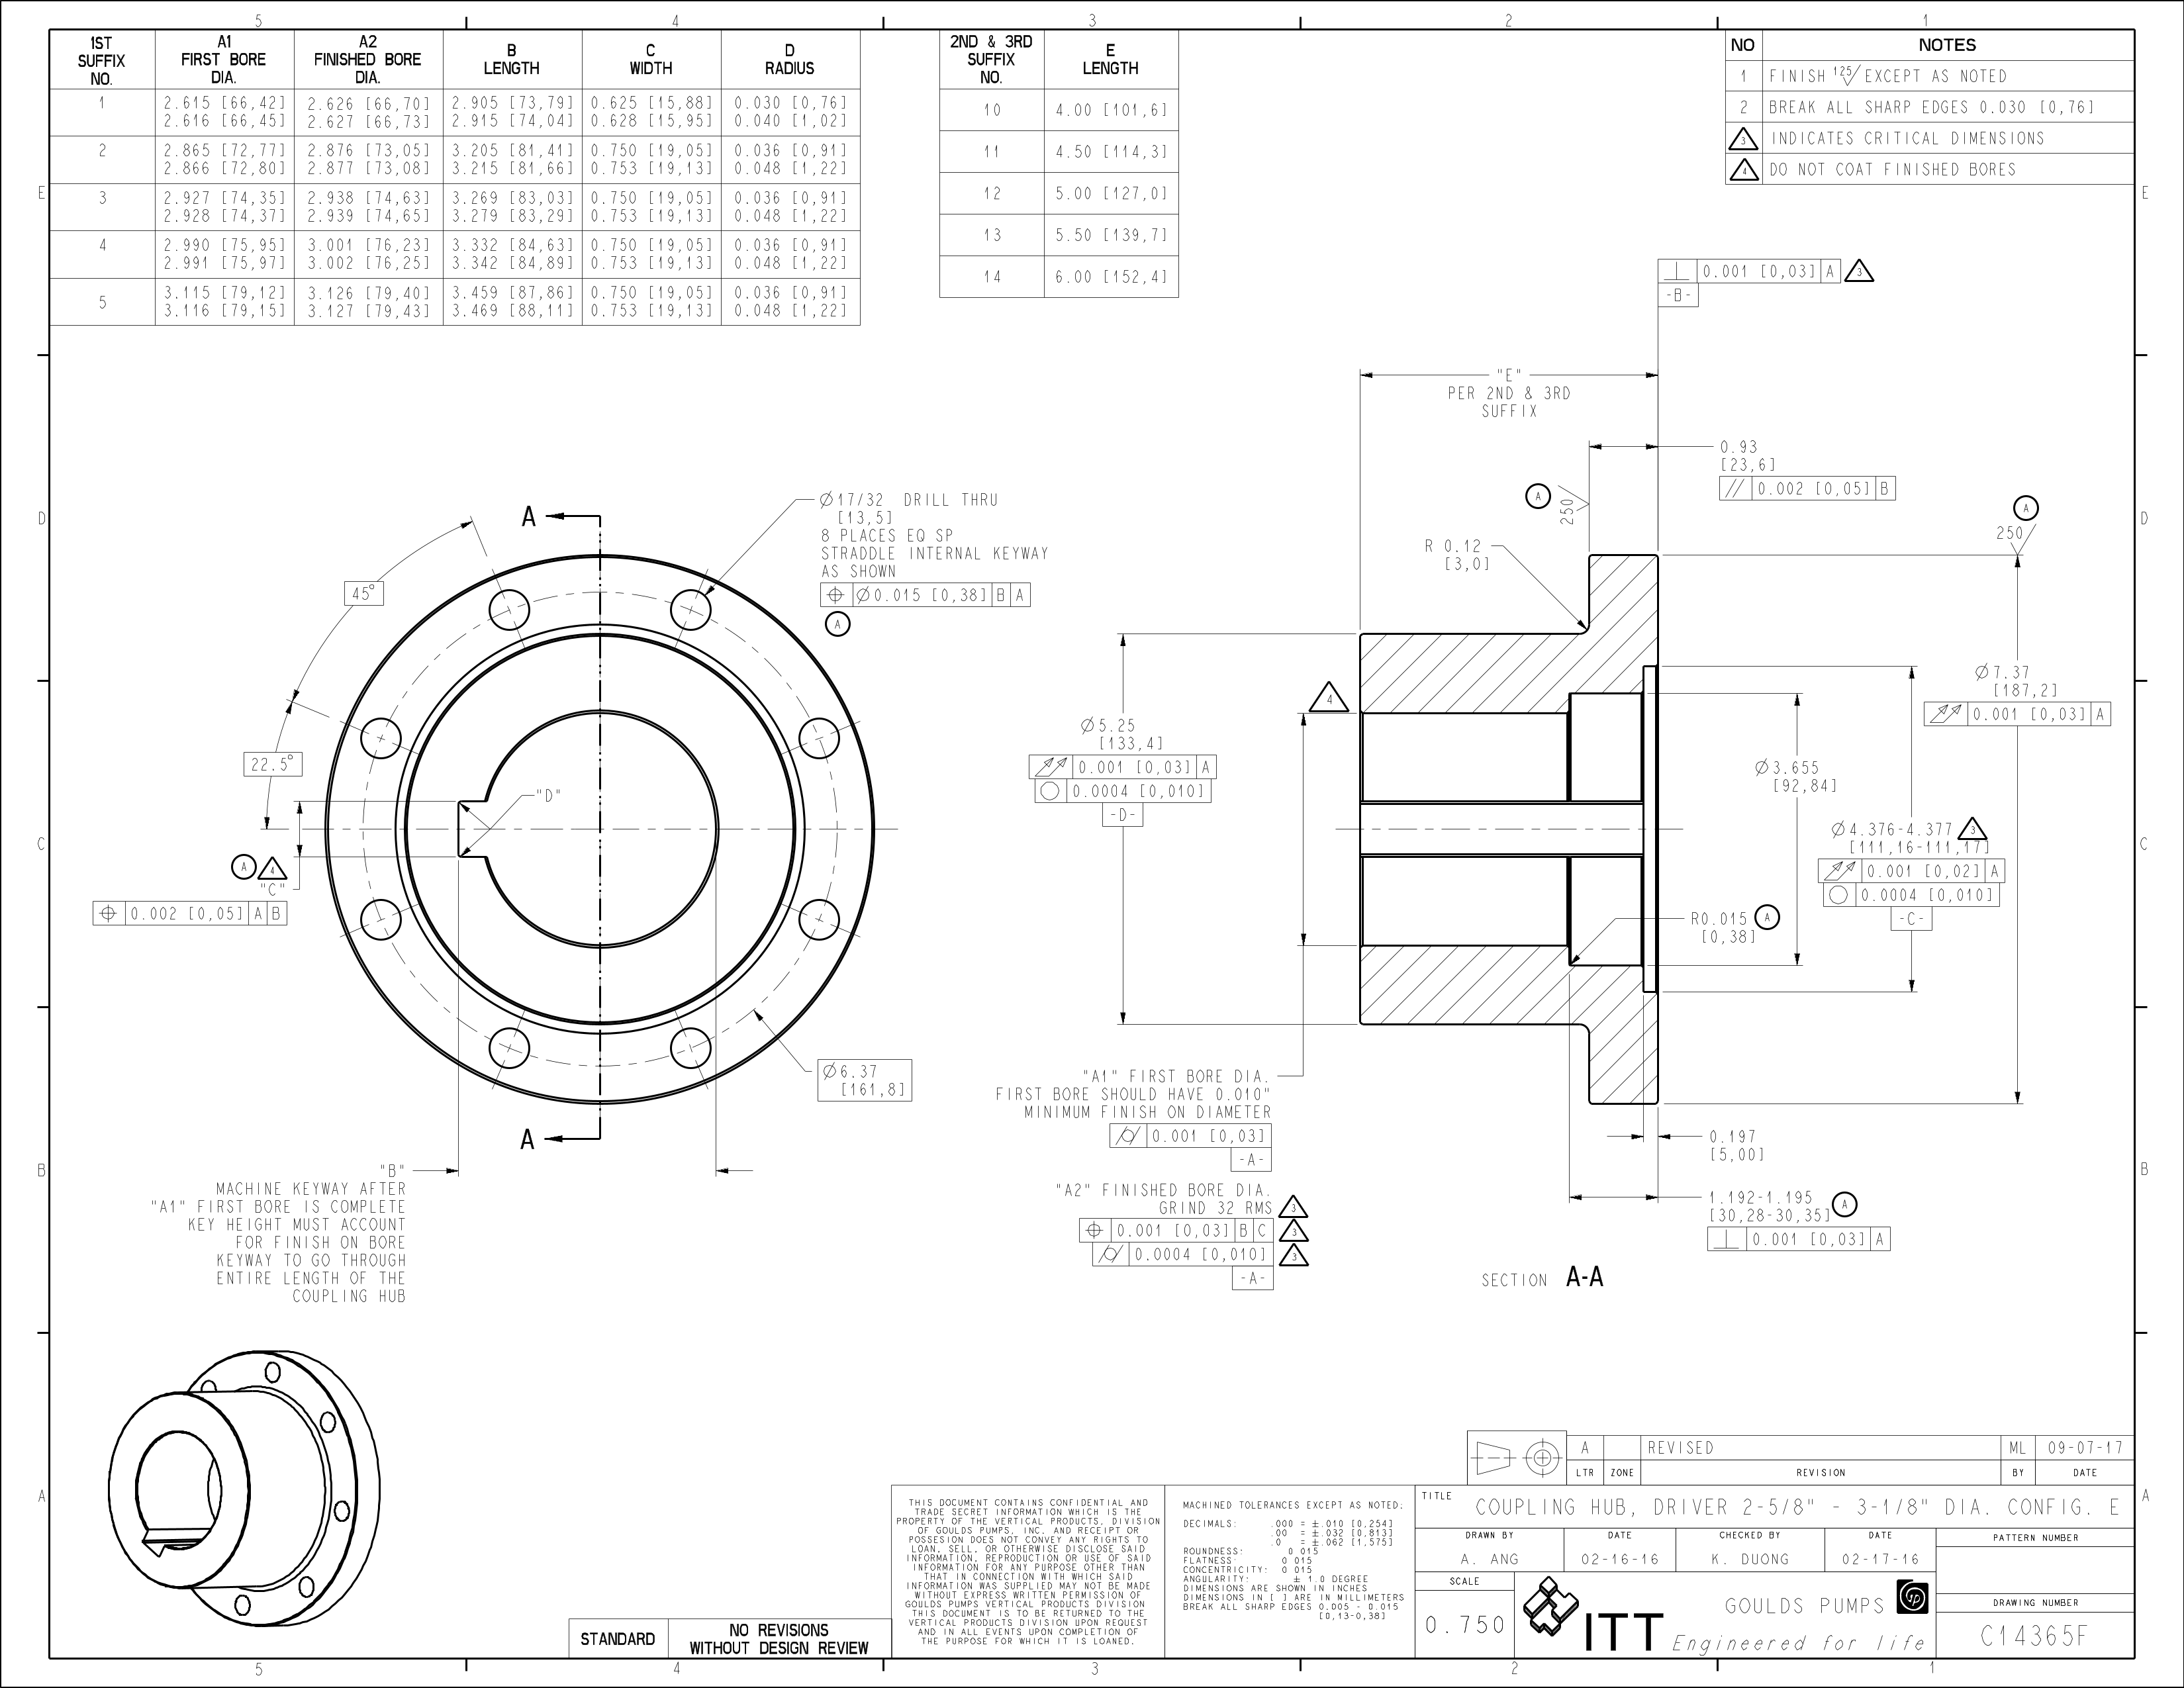 5 4 3 2 1
1ST SUFFIX NO. | A1 FIRST BORE DIA. | A2 FINISHED BORE DIA. | B LENGTH | C WIDTH | D RADIUS
1 | 2.615 [66,42] | 2.626 [66,70] | 2.905 [73,79] | 0.625 [15,88] | 0.030 [0,76]
2.616 [66,45] | 2.627 [66,73] | 2.915 [74,04] | 0.628 [15,95] | 0.040 [1,02]
2 | 2.865 [72,77] | 2.876 [73,05] | 3.205 [81,41] | 0.750 [19,05] | 0.036 [0,91]
2.866 [72,80] | 2.877 [73,08] | 3.215 [81,66] | 0.753 [19,13] | 0.048 [1,22]
3 | 2.927 [74,35] | 2.938 [74,63] | 3.269 [83,03] | 0.750 [19,05] | 0.036 [0,91]
2.928 [74,37] | 2.939 [74,65] | 3.279 [83,29] | 0.753 [19,13] | 0.048 [1,22]
4 | 2.990 [75,95] | 3.001 [76,23] | 3.332 [84,63] | 0.750 [19,05] | 0.036 [0,91]
2.991 [75,97] | 3.002 [76,25] | 3.342 [84,89] | 0.753 [19,13] | 0.048 [1,22]
5 | 3.115 [79,12] | 3.126 [79,40] | 3.459 [87,86] | 0.750 [19,05] | 0.036 [0,91]
3.116 [79,15] | 3.127 [79,43] | 3.469 [88,11] | 0.753 [19,13] | 0.048 [1,22]
2ND & 3RD SUFFIX NO. | E LENGTH
10 | 4.00 [101,6]
11 | 4.50 [114,3]
12 | 5.00 [127,0]
13 | 5.50 [139,7]
14 | 6.00 [152,4]
NO | NOTES
1 | FINISH 125 EXCEPT AS NOTED
2 | BREAK ALL SHARP EDGES 0.030 [0,76]
3 | INDICATES CRITICAL DIMENSIONS
4 | DO NOT COAT FINISHED BORES
E E
⊥ 0.001 [0,03] A 3
-B-
"E"
PER 2ND & 3RD
SUFFIX
0.93
[23,6]
// 0.002 [0,05] B
A 250
A
250
R 0.12
[3,0]
D D
A
Ø17/32 DRILL THRU
[13,5]
8 PLACES EQ SP
STRADDLE INTERNAL KEYWAY
AS SHOWN
⌖ Ø0.015 [0,38] B A
A
45°
22.5°
"D"
A 4
"C"
⌖ 0.002 [0,05] A B
Ø6.37
[161,8]
A
"B"
MACHINE KEYWAY AFTER
"A1" FIRST BORE IS COMPLETE
KEY HEIGHT MUST ACCOUNT
FOR FINISH ON BORE
KEYWAY TO GO THROUGH
ENTIRE LENGTH OF THE
COUPLING HUB
4
Ø5.25
[133,4]
0.001 [0,03] A
○ 0.0004 [0,010]
-D-
Ø7.37
[187,2]
0.001 [0,03] A
Ø3.655
[92,84]
Ø4.376-4.377 3
[111,16-111,17]
0.001 [0,02] A
○ 0.0004 [0,010]
-C-
R0.015 A
[0,38]
C C
"A1" FIRST BORE DIA.
FIRST BORE SHOULD HAVE 0.010"
MINIMUM FINISH ON DIAMETER
⌭ 0.001 [0,03]
-A-
"A2" FINISHED BORE DIA.
GRIND 32 RMS 3
⌖ 0.001 [0,03] B C 3
⌭ 0.0004 [0,010] 3
-A-
0.197
[5,00]
1.192-1.195 A
[30,28-30,35]
⊥ 0.001 [0,03] A
SECTION A-A
B B
A A
STANDARD
NO REVISIONS
WITHOUT DESIGN REVIEW
THIS DOCUMENT CONTAINS CONFIDENTIAL AND
TRADE SECRET INFORMATION WHICH IS THE
PROPERTY OF THE VERTICAL PRODUCTS, DIVISION
OF GOULDS PUMPS, INC. AND RECEIPT OR
POSSESION DOES NOT CONVEY ANY RIGHTS TO
LOAN, SELL, OR OTHERWISE DISCLOSE SAID
INFORMATION, REPRODUCTION OR USE OF SAID
INFORMATION FOR ANY PURPOSE OTHER THAN
THAT IN CONNECTION WITH WHICH SAID
INFORMATION WAS SUPPLIED MAY NOT BE MADE
WITHOUT EXPRESS WRITTEN PERMISSION OF
GOULDS PUMPS VERTICAL PRODUCTS DIVISION
THIS DOCUMENT IS TO BE RETURNED TO THE
VERTICAL PRODUCTS DIVISION UPON REQUEST
AND IN ALL EVENTS UPON COMPLETION OF
THE PURPOSE FOR WHICH IT IS LOANED.
MACHINED TOLERANCES EXCEPT AS NOTED:
DECIMALS: .000 = ±.010 [0,254]
.00 = ±.032 [0,813]
.0 = ±.062 [1,575]
ROUNDNESS: 0.015
FLATNESS: 0.015
CONCENTRICITY: 0.015
ANGULARITY: ± 1.0 DEGREE
DIMENSIONS ARE SHOWN IN INCHES
DIMENSIONS IN [ ] ARE IN MILLIMETERS
BREAK ALL SHARP EDGES 0.005 - 0.015
[0,13-0,38]
A REVISED ML 09-07-17
LTR ZONE REVISION BY DATE
TITLE COUPLING HUB, DRIVER 2-5/8" - 3-1/8" DIA. CONFIG. E
DRAWN BY DATE CHECKED BY DATE PATTERN NUMBER
A. ANG 02-16-16 K. DUONG 02-17-16
SCALE
0.750
ITT
GOULDS PUMPS gp
Engineered for life
DRAWING NUMBER
C14365F
5 4 3 2 1